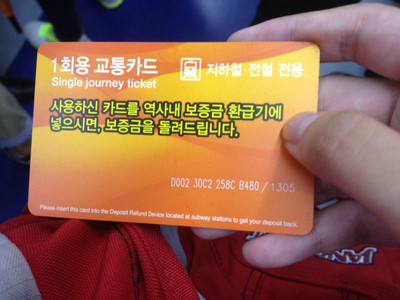 1회용 교통카드
Single journey ticket
지하철·전철 전용
사용하신 카드를 역사내 보증금 환급기에
넣으시면, 보증금을 돌려드립니다.
D002 30C2 258C B480 / 1305
Please insert this card into the Deposit Refund Device located at subway stations to get your deposit back.